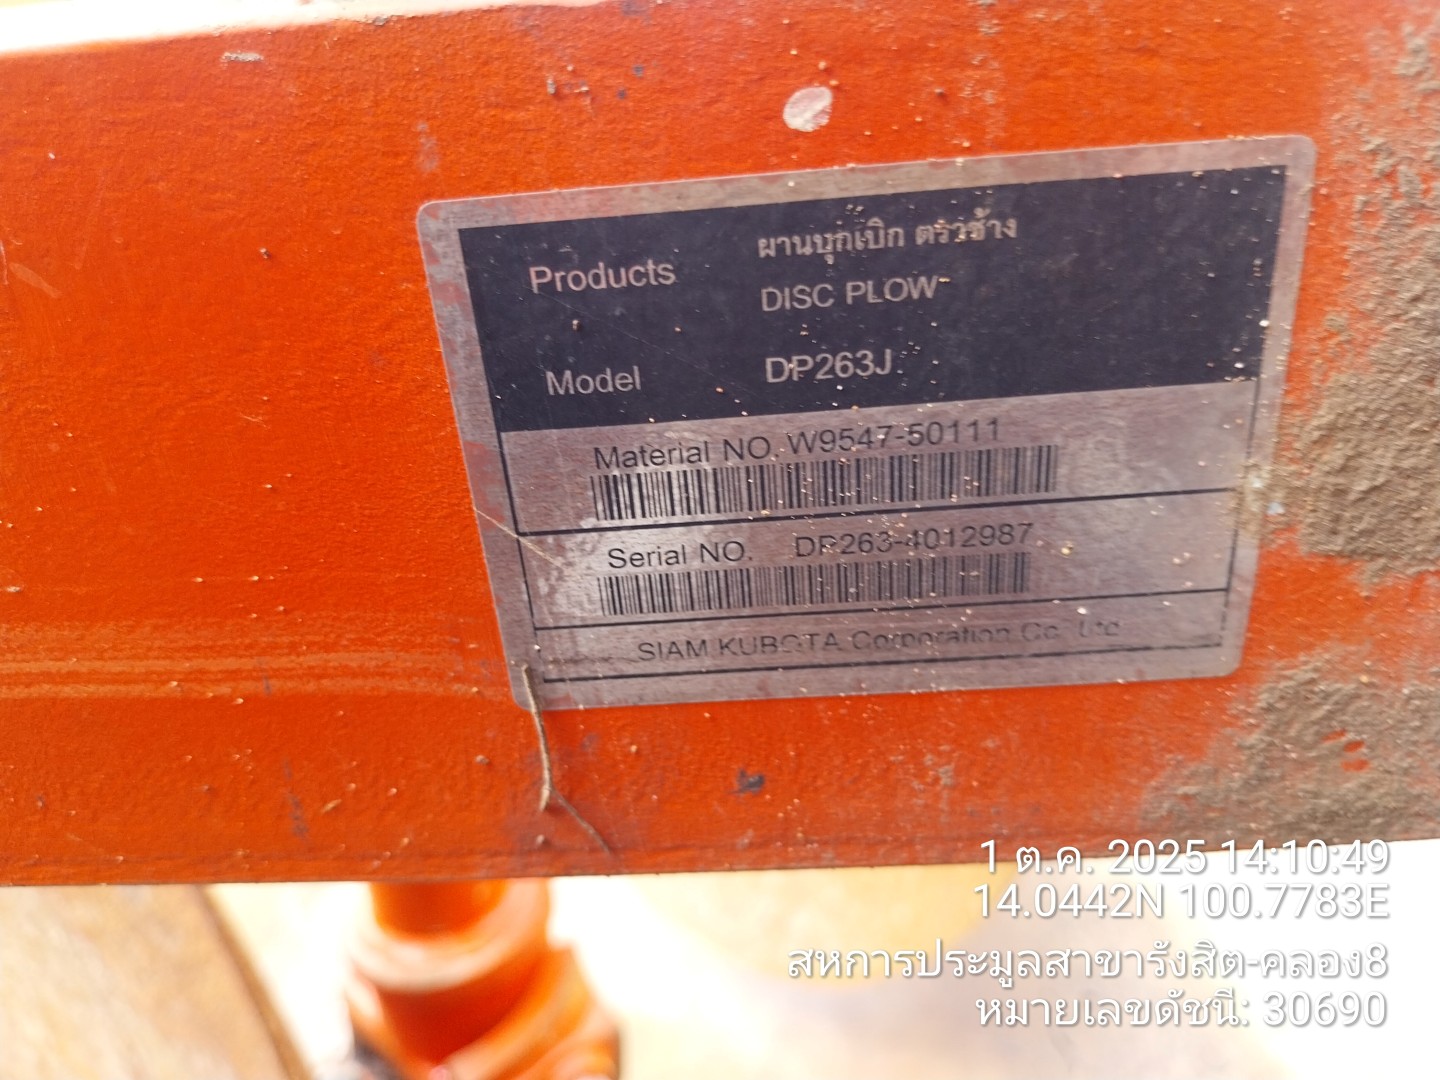 Products
ผานบุกเบิก ตราช้าง
DISC PLOW
Model DP263J
Material NO. W9547-50111
Serial NO. DP263-4012987
SIAM KUBOTA Corporation Co. Ltd
1 ต.ค. 2025 14:10:49
14.0442N 100.7783E
สหการประมูลสาขารังสิต-คลอง8
หมายเลขดัชนี: 30690